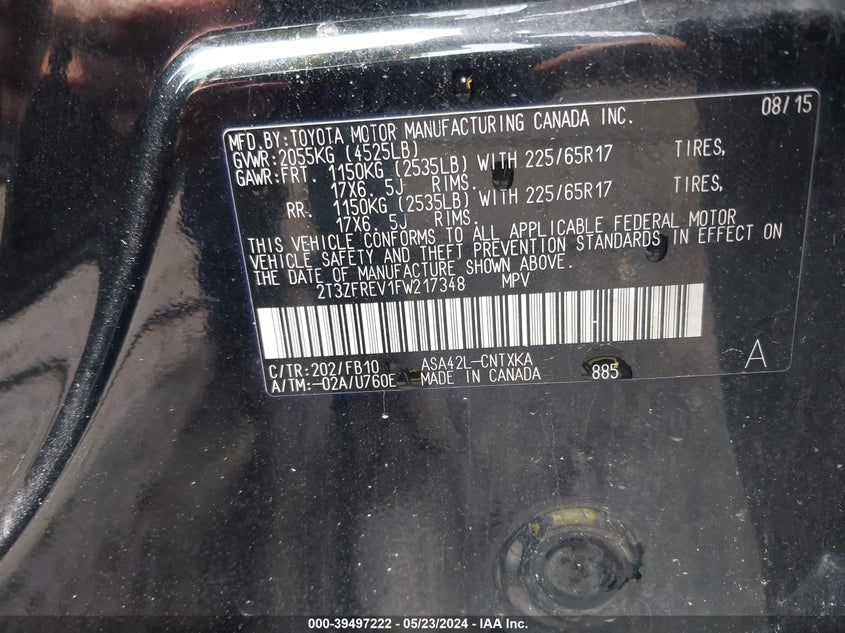 08/15
MFD.BY:TOYOTA MOTOR MANUFACTURING CANADA INC.
GVWR:2055KG (4525LB)
GAWR:FRT. 1150KG (2535LB) WITH 225/65R17 TIRES,
17X6. 5J RIMS.
RR. 1150KG (2535LB) WITH 225/65R17 TIRES,
17X6. 5J RIMS.
THIS VEHICLE CONFORMS TO ALL APPLICABLE FEDERAL MOTOR
VEHICLE SAFETY AND THEFT PREVENTION STANDARDS IN EFFECT ON
THE DATE OF MANUFACTURE SHOWN ABOVE.
2T3ZFREV1FW217348 MPV
C/TR:202/FB10 ASA42L-CNTXKA
A/TM:-02A/U760E MADE IN CANADA 885 A
000-39497222 - 05/23/2024 - IAA Inc.